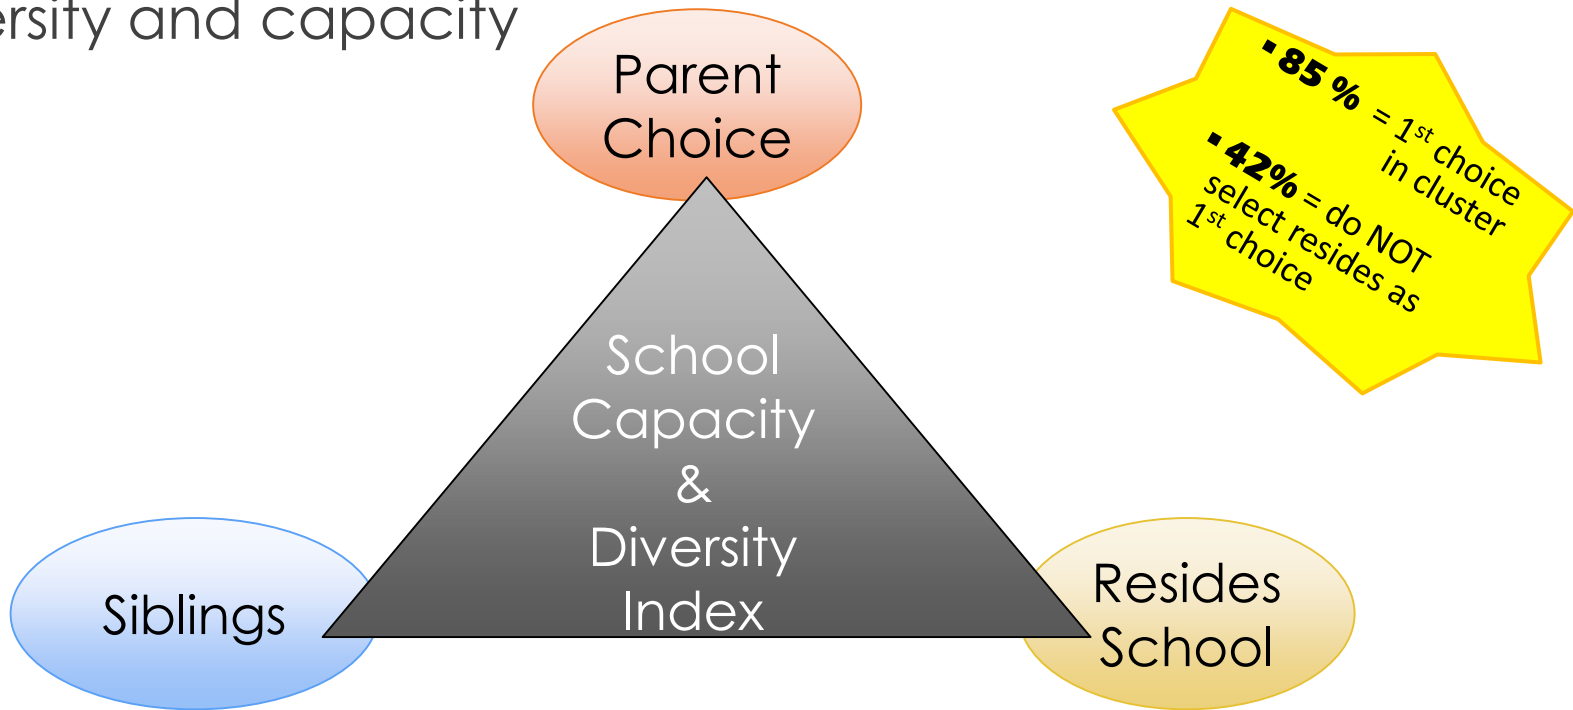 ersity and capacity
Parent
Choice
▪ 85 % = 1st choice
in cluster
▪ 42% = do NOT
select resides as
1st choice
School
Capacity
&
Diversity
Index
Siblings
Resides
School